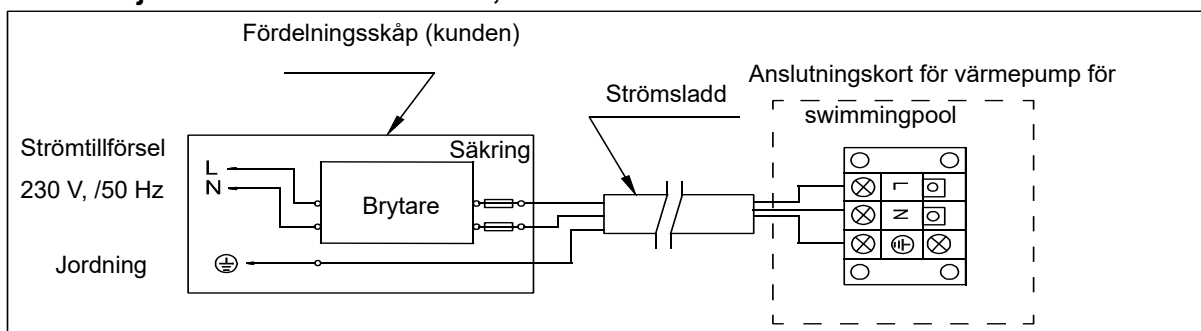 Fördelningsskåp (kunden)
Anslutningskort för värmepump för
swimmingpool
Strömsladd
Strömtillförsel
230 V, /50 Hz
L
N
Säkring
Brytare
Jordning
L
N